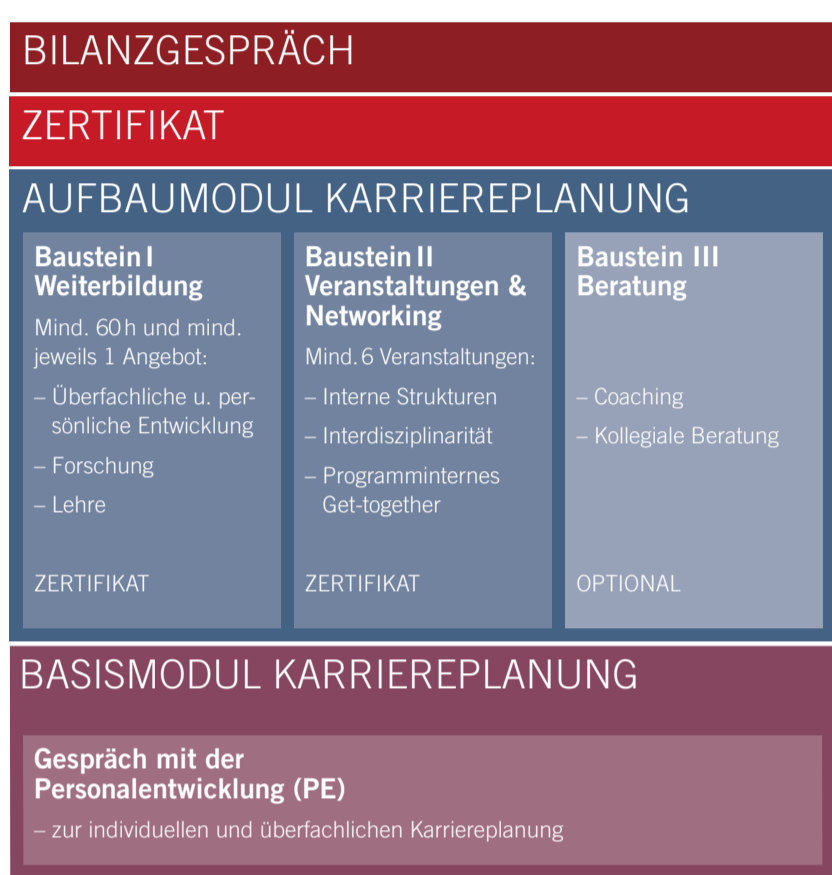 BILANZGESPRÄCH
ZERTIFIKAT
AUFBAUMODUL KARRIEREPLANUNG
Baustein I
Weiterbildung
Mind. 60 h und mind.
jeweils 1 Angebot:
– Überfachliche u. per-
sönliche Entwicklung
– Forschung
– Lehre
ZERTIFIKAT
Baustein II
Veranstaltungen &
Networking
Mind. 6 Veranstaltungen:
– Interne Strukturen
– Interdisziplinarität
– Programminternes
Get-together
ZERTIFIKAT
Baustein III
Beratung
– Coaching
– Kollegiale Beratung
OPTIONAL
BASISMODUL KARRIEREPLANUNG
Gespräch mit der
Personalentwicklung (PE)
– zur individuellen und überfachlichen Karriereplanung